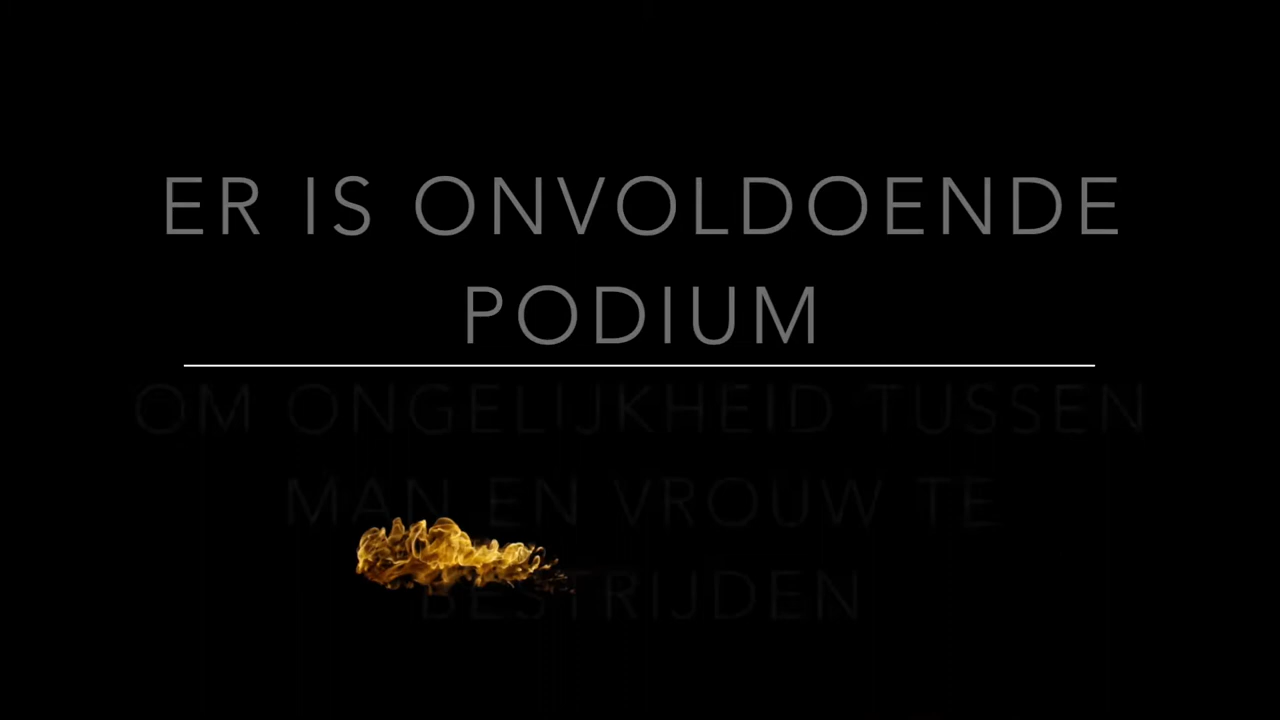 ER IS ONVOLDOENDE
PODIUM
OM ONGELIJKHEID TUSSEN
MAN EN VROUW TE
BESTRIJDEN